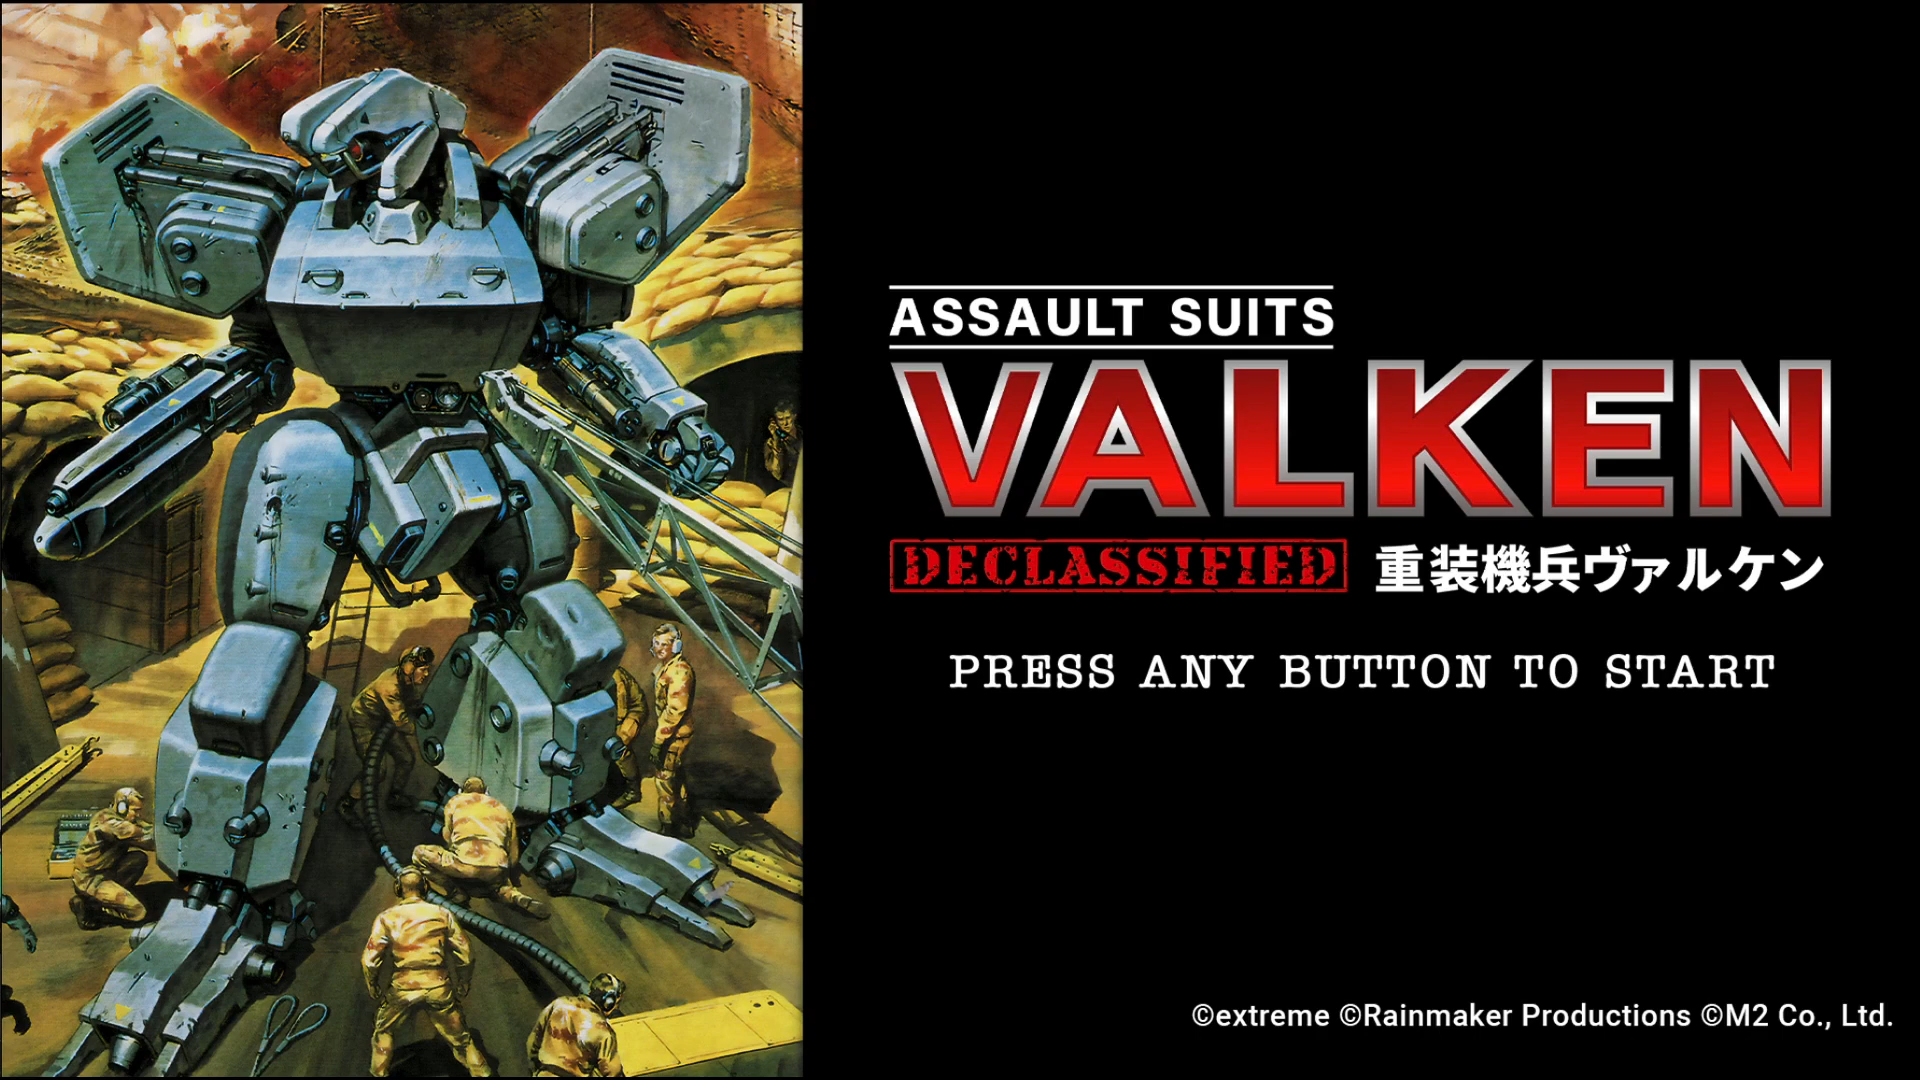 ASSAULT SUITS
VALKEN
DECLASSIFIED 重装機兵ヴァルケン
PRESS ANY BUTTON TO START
©extreme ©Rainmaker Productions ©M2 Co., Ltd.